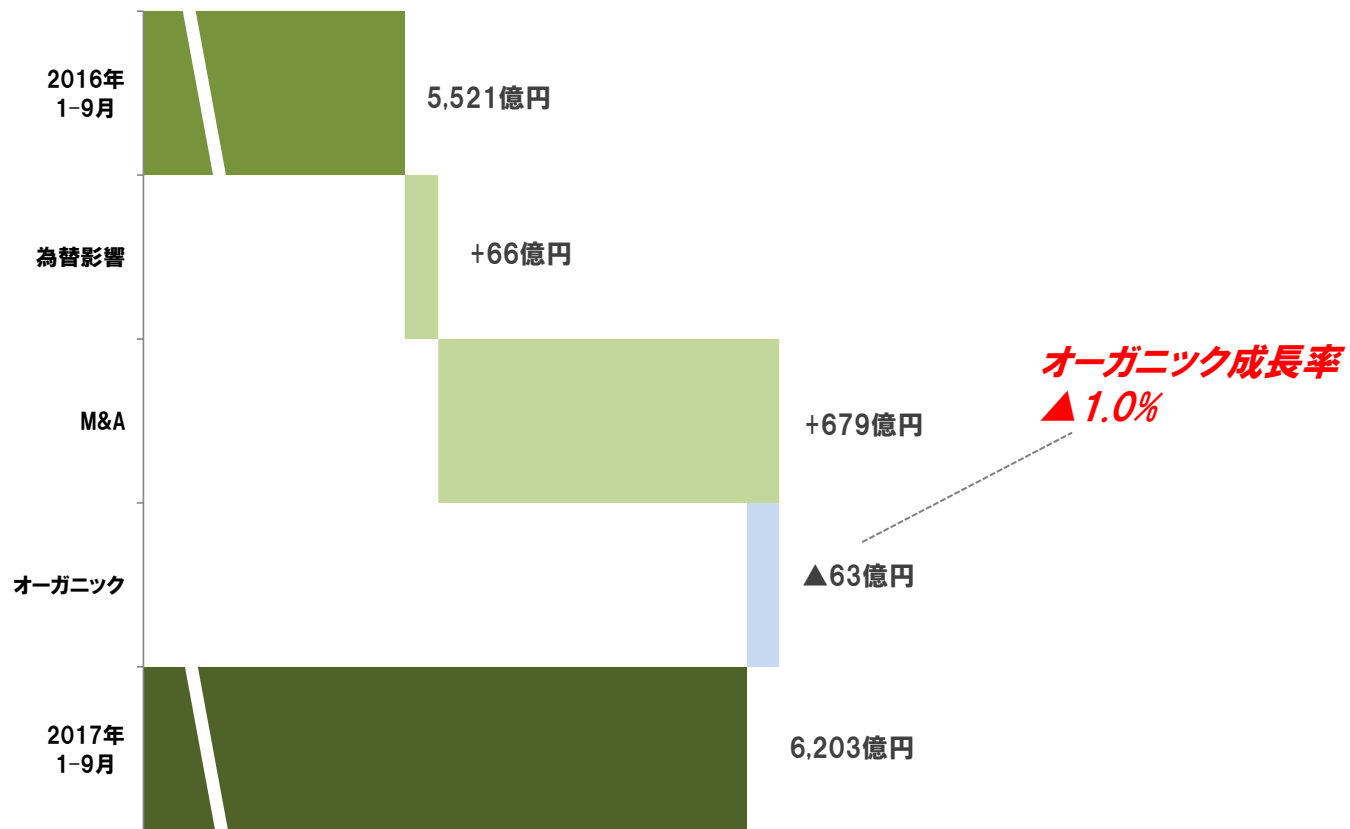 2016年
1-9月
5,521億円
為替影響
+66億円
M&A
+679億円
オーガニック成長率
▲1.0%
オーガニック
▲63億円
2017年
1-9月
6,203億円